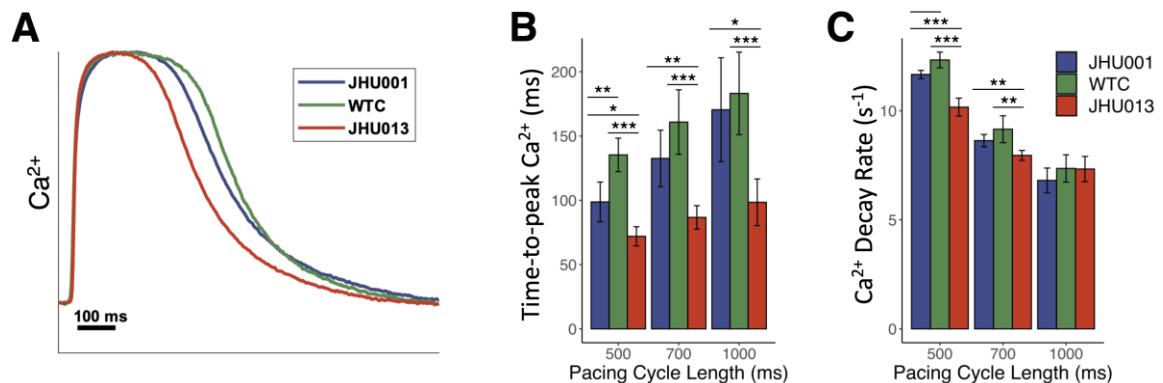 A
Ca²⁺
JHU001
WTC
JHU013
100 ms
B
Time-to-peak Ca²⁺ (ms)
200
150
100
50
0
**
*
***
**
***
*
***
500 700 1000
Pacing Cycle Length (ms)
C
Ca²⁺ Decay Rate (s⁻¹)
10
5
0
***
***
**
**
JHU001
WTC
JHU013
500 700 1000
Pacing Cycle Length (ms)